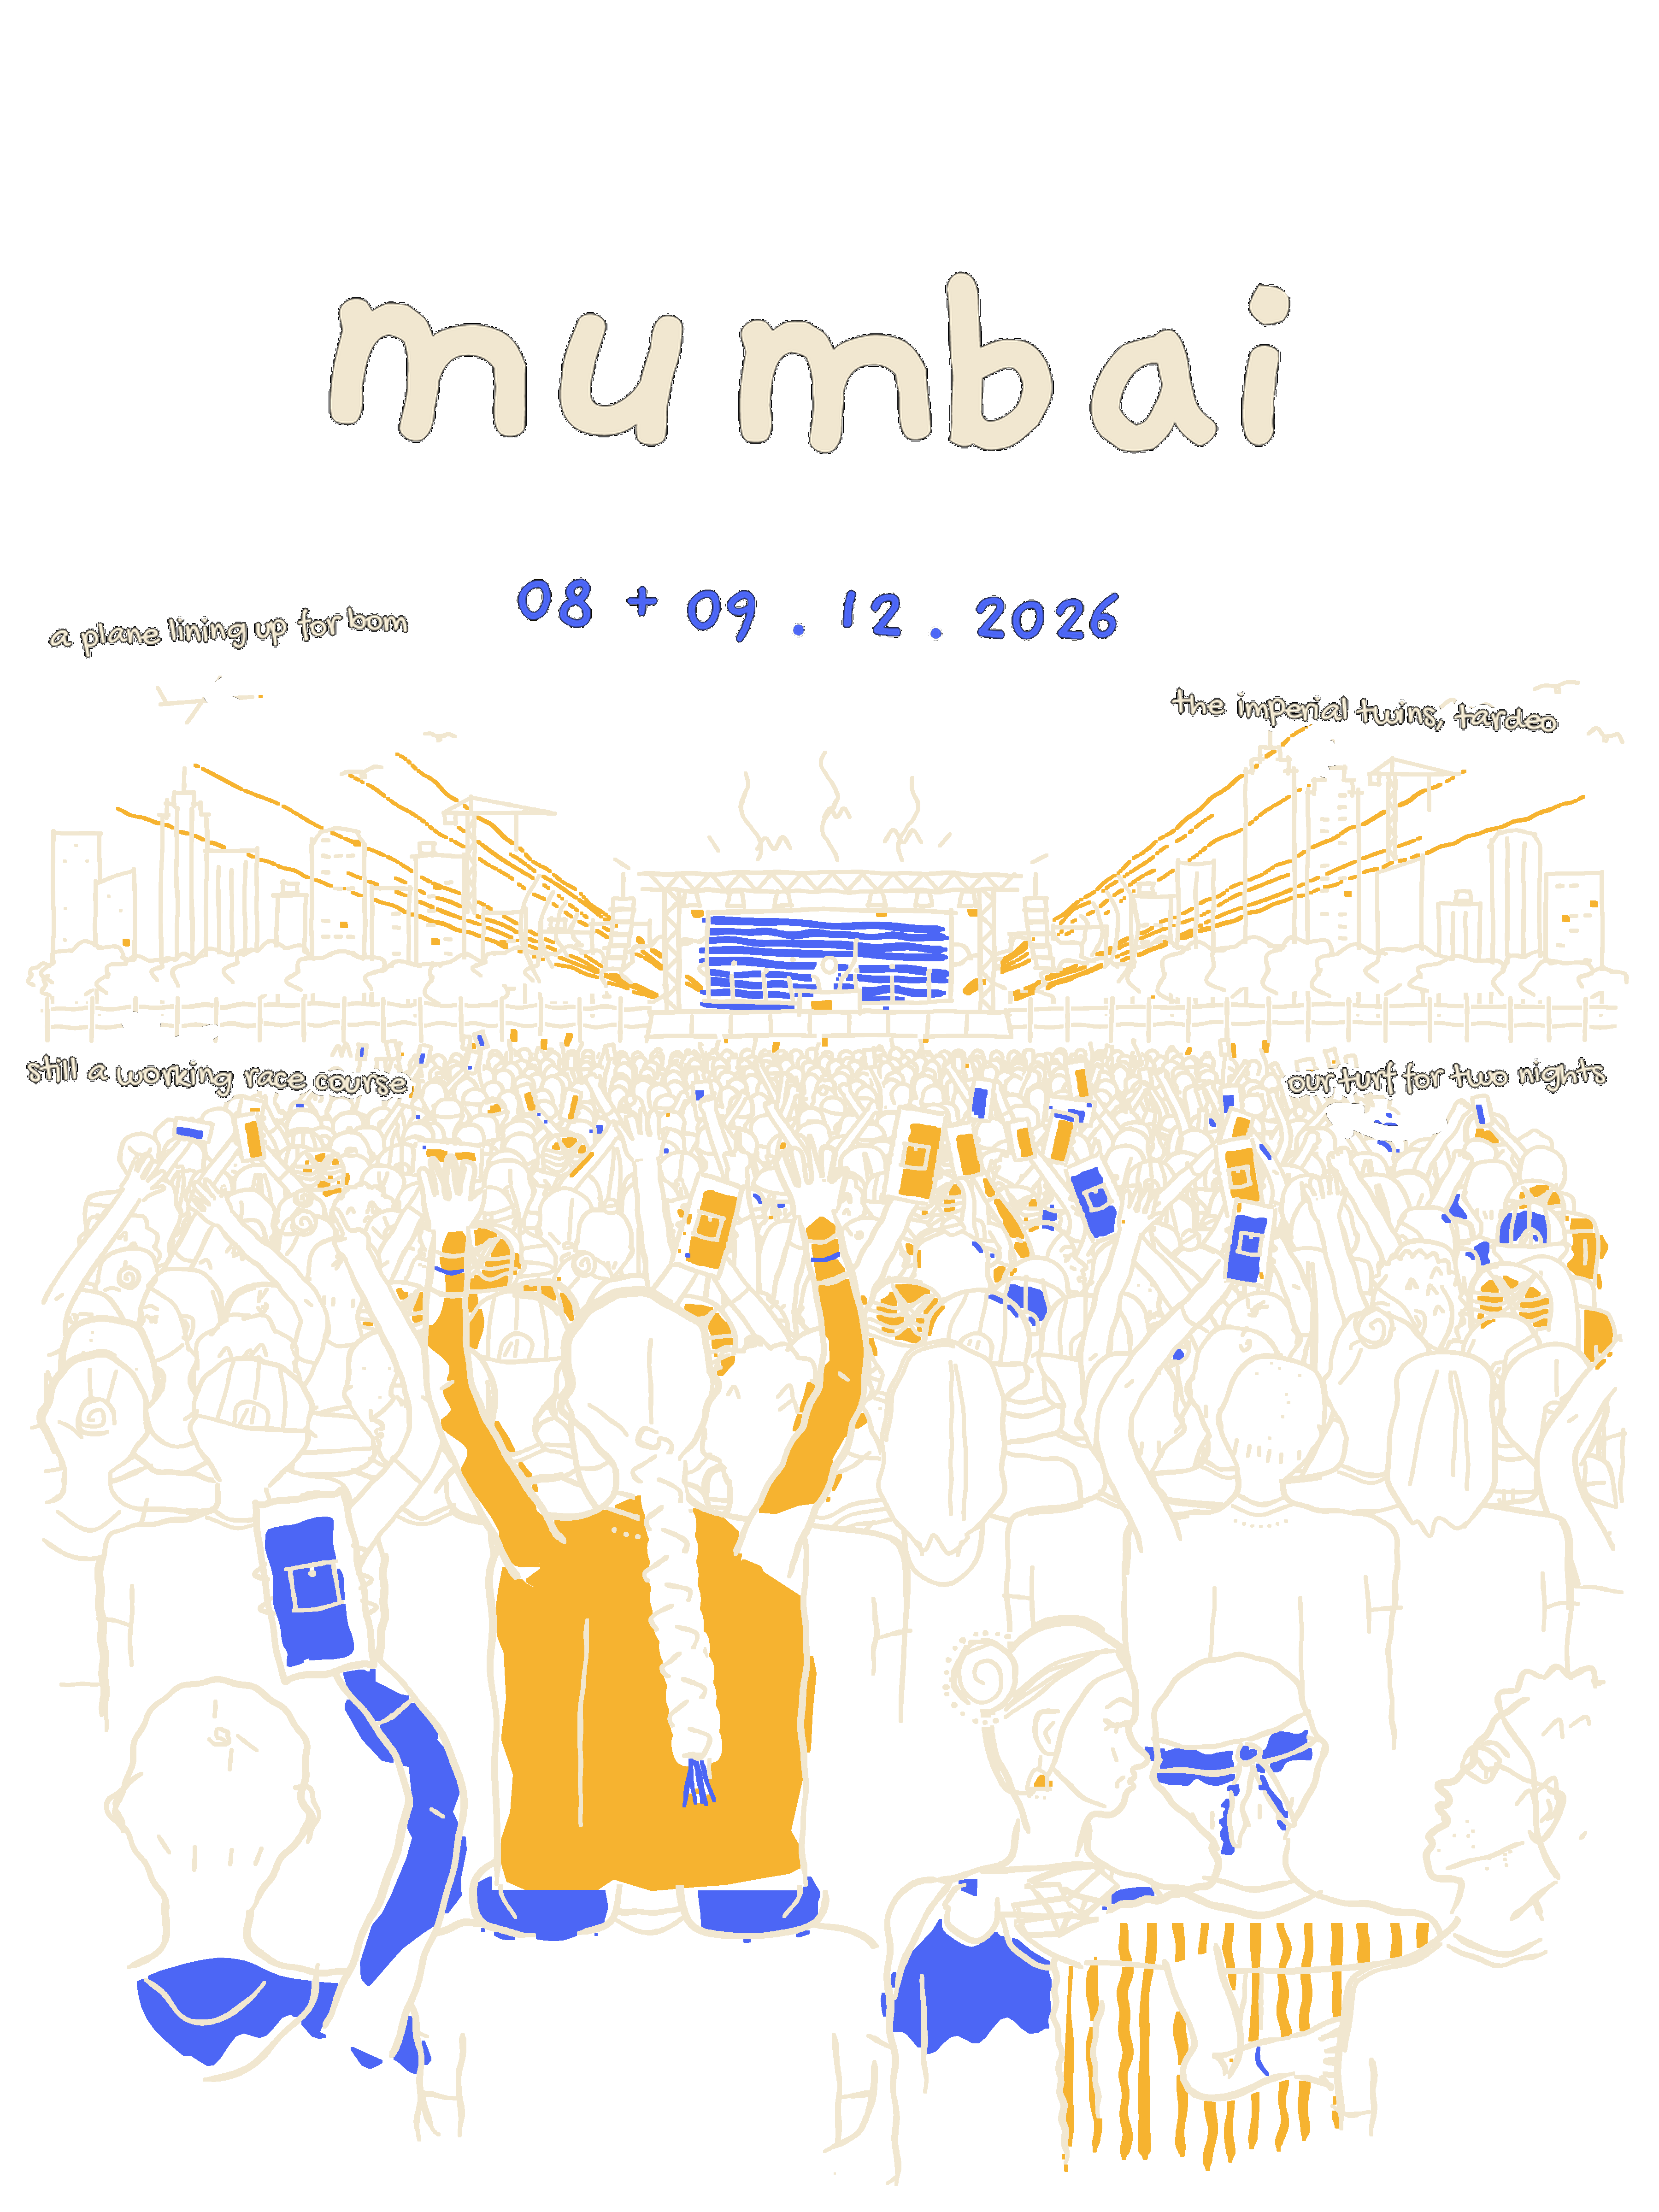 mumbai
08 + 09 . 12 . 2026
a plane lining up for bom
the imperial twins, tardeo
still a working race course
our turf for two nights